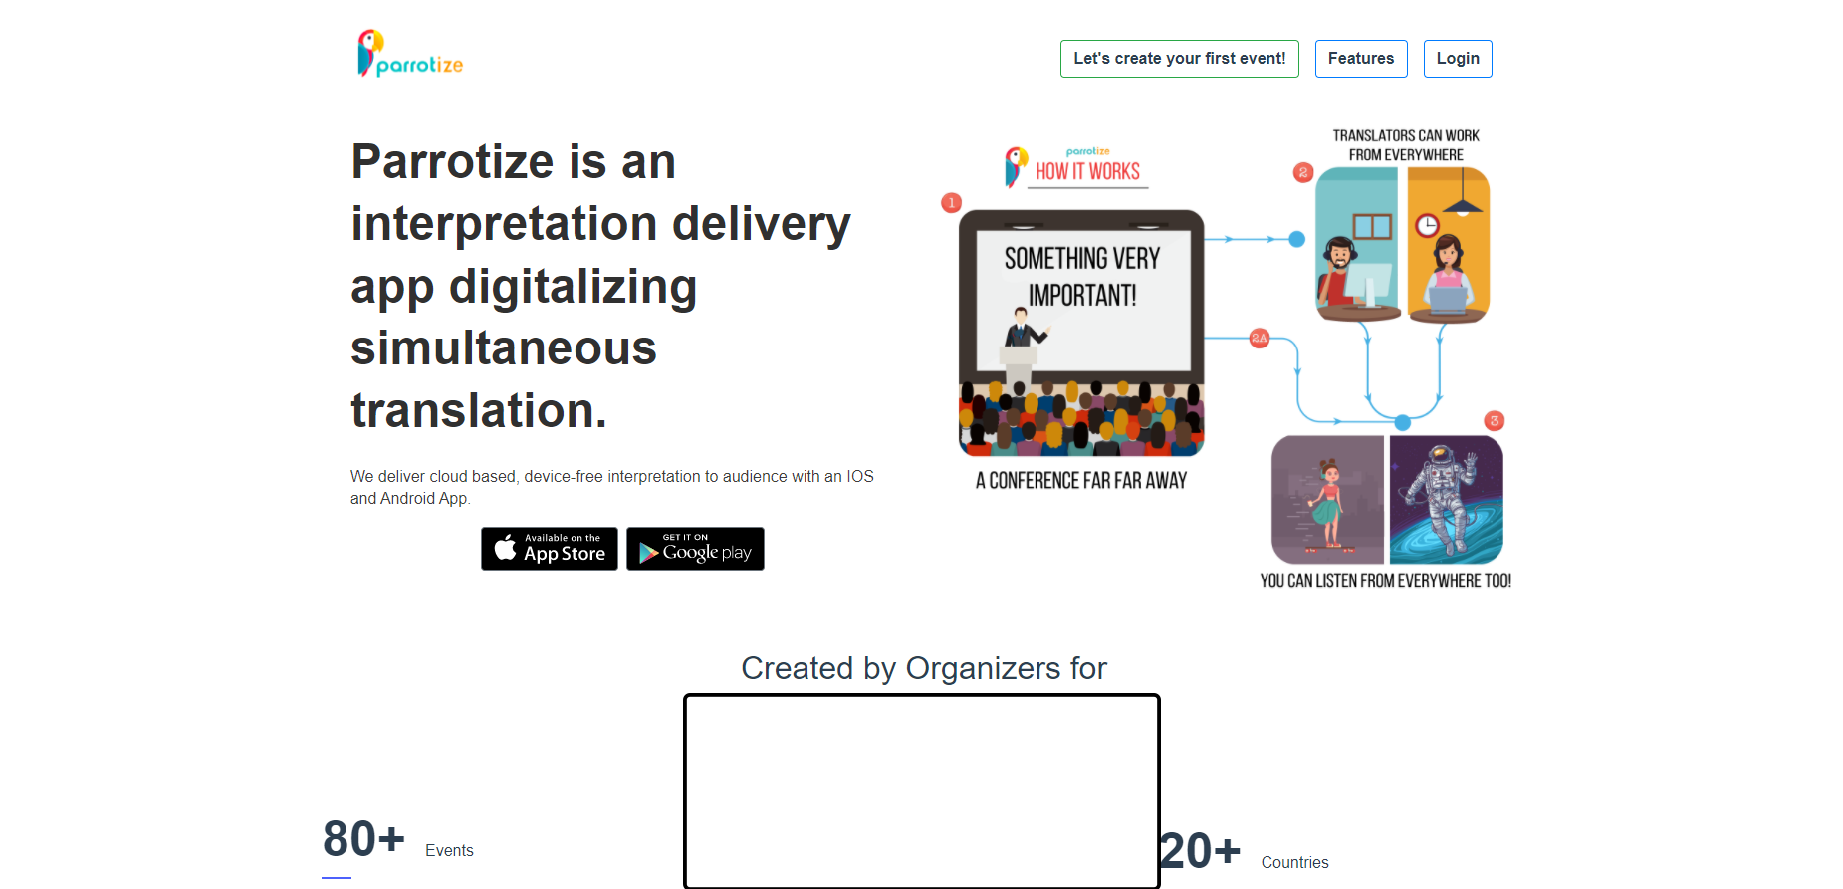 parrotize
Let's create your first event!
Features
Login
Parrotize is an
interpretation delivery
app digitalizing
simultaneous
translation.
We deliver cloud based, device-free interpretation to audience with an IOS
and Android App.
Available on the
App Store
GET IT ON
Google play
parrotize
HOW IT WORKS
1
SOMETHING VERY
IMPORTANT!
A CONFERENCE FAR FAR AWAY
TRANSLATORS CAN WORK
FROM EVERYWHERE
2
2A
3
YOU CAN LISTEN FROM EVERYWHERE TOO!
Created by Organizers for
80+ Events
20+ Countries